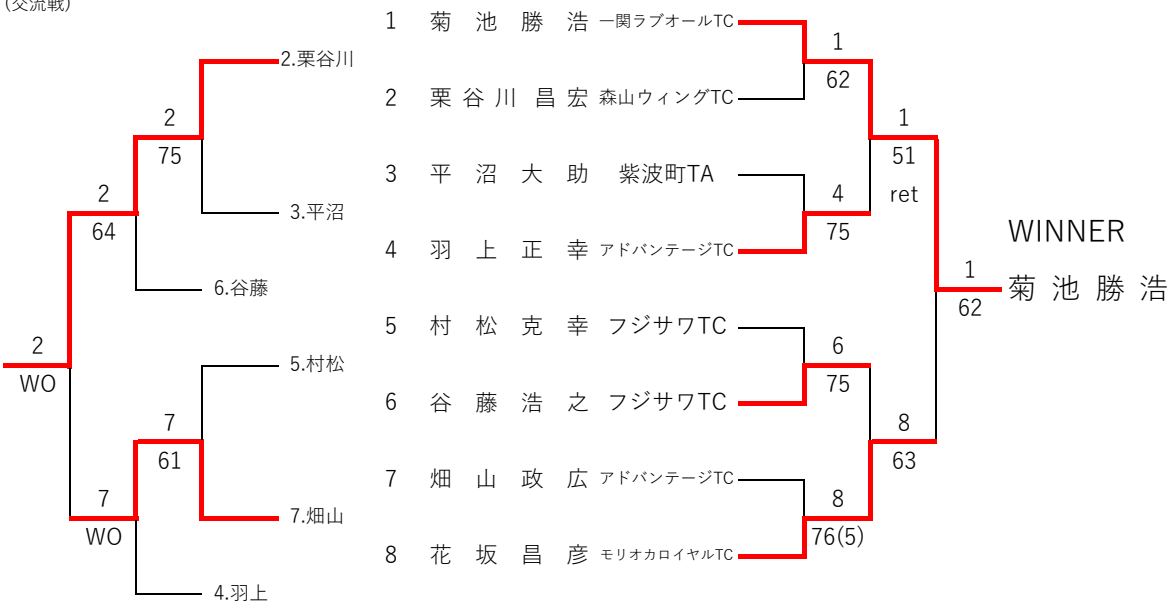 (交流戦)
1 菊池勝浩 一関ラブオールTC
1
2.栗谷川
62
2 栗谷川昌宏 森山ウィングTC
2
1
75
51
3 平沼大助 紫波町TA
2
4
ret
3.平沼
64
75
WINNER
4 羽上正幸 アドバンテージTC
1
6.谷藤
菊池勝浩
62
5 村松克幸 フジサワTC
2
6
5.村松
WO
75
6 谷藤浩之 フジサワTC
7
8
61
63
7 畑山政広 アドバンテージTC
7
8
7.畑山
WO
76(5)
8 花坂昌彦 モリオカロイヤルTC
4.羽上